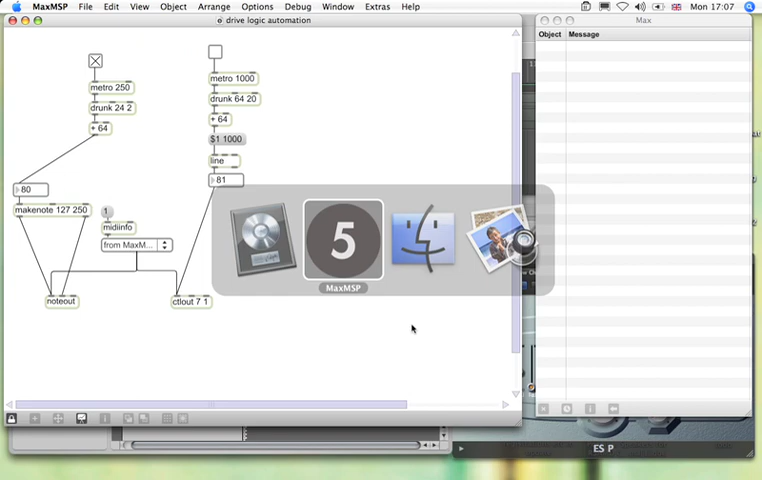 MaxMSP File Edit View Object Arrange Options Debug Window Extras Help Mon 17:07
drive logic automation
Max
Object Message
metro 250
drunk 24 2
+ 64
80
makenote 127 250
1
midiinfo
from MaxM...
noteout
metro 1000
drunk 64 20
+ 64
$1 1000
line
81
ctlout 7 1
5
MaxMSP
ES P